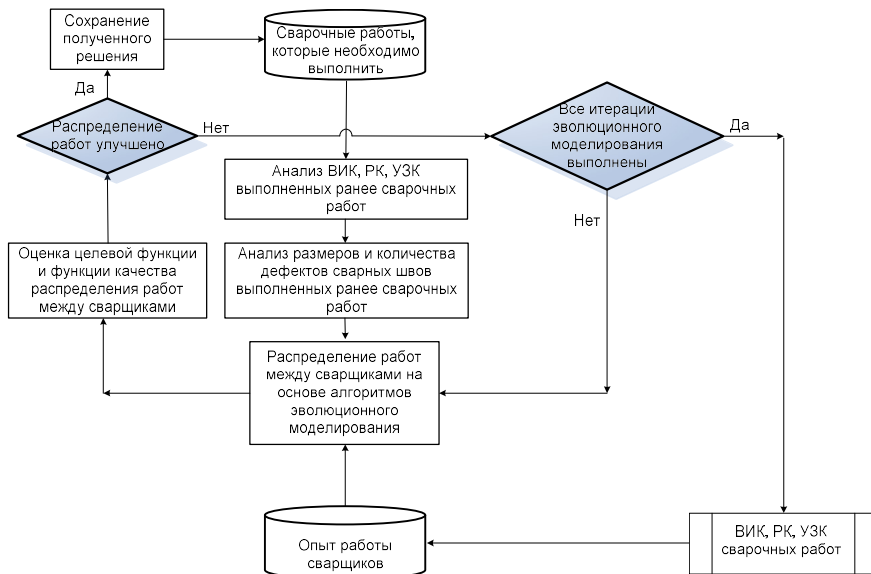 Сохранение
полученного
решения
Сварочные работы,
которые необходимо
выполнить
Да
Распределение
работ улучшено
Нет
Все итерации
эволюционного
моделирования
выполнены
Да
Анализ ВИК, РК, УЗК
выполненных ранее сварочных
работ
Нет
Оценка целевой функции
и функции качества
распределения работ
между сварщиками
Анализ размеров и количества
дефектов сварных швов
выполненных ранее сварочных
работ
Распределение работ
между сварщиками на
основе алгоритмов
эволюционного
моделирования
Опыт работы
сварщиков
ВИК, РК, УЗК
сварочных работ